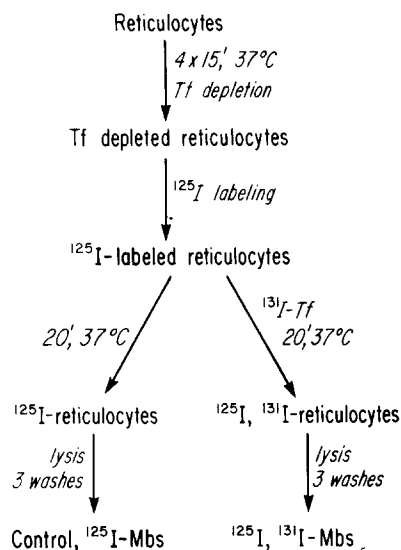 Reticulocytes
4 x 15,' 37°C
Tf depletion
Tf depleted reticulocytes
¹²⁵I labeling
¹²⁵I-labeled reticulocytes
20,' 37°C
¹³¹I-Tf
20,' 37°C
¹²⁵I-reticulocytes
¹²⁵I, ¹³¹I-reticulocytes
lysis
3 washes
lysis
3 washes
Control, ¹²⁵I-Mbs
¹²⁵I, ¹³¹I-Mbs